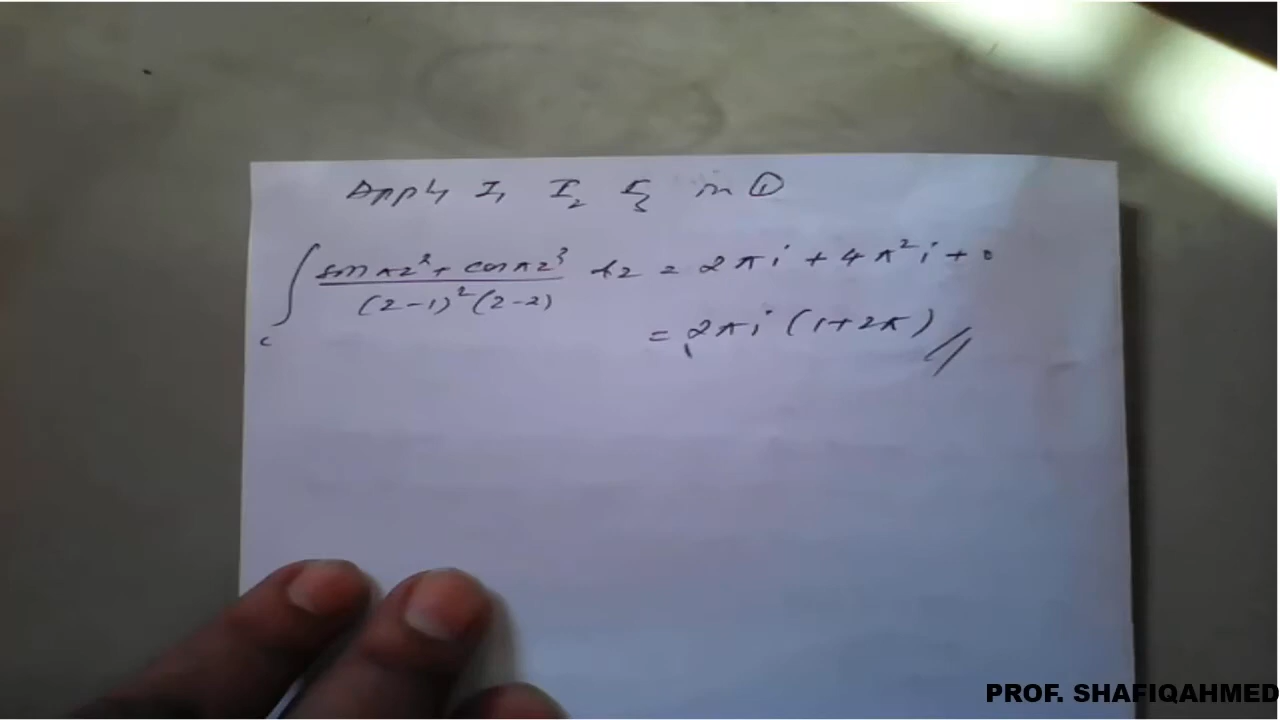 Apply I₁ I₂ I₃ in ①
∫c (sin πz² + cos πz³)/((z-1)²(z-2)) dz = 2πi + 4π²i + 0
= 2πi (1+2π) //
PROF. SHAFIQAHMED